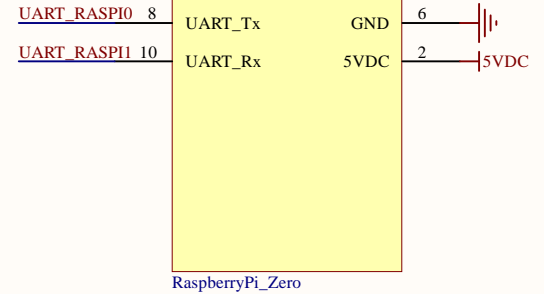 UART_RASPI0 8 UART_Tx GND 6
UART_RASPI1 10 UART_Rx 5VDC 2 5VDC
RaspberryPi_Zero